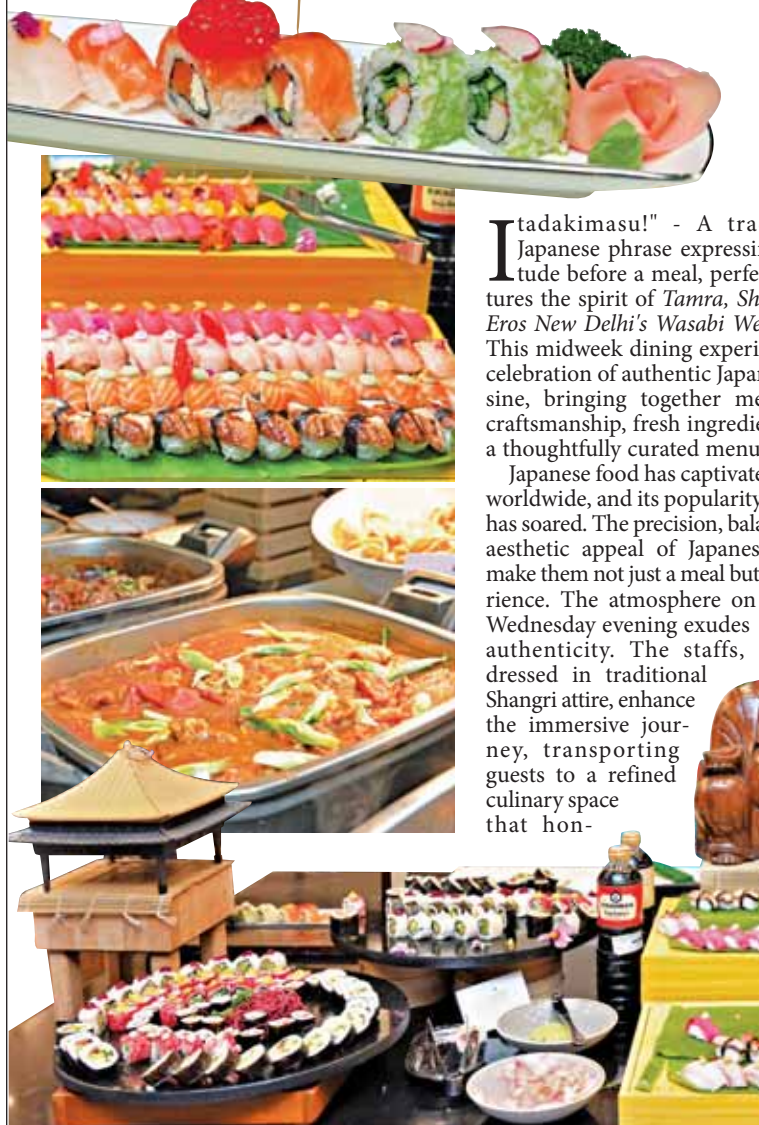 Itadakimasu!" - A tra
Japanese phrase expressi
tude before a meal, perfe
tures the spirit of Tamra, Sh
Eros New Delhi's Wasabi We
This midweek dining experi
celebration of authentic Japa
sine, bringing together me
craftsmanship, fresh ingredie
a thoughtfully curated menu
Japanese food has captivate
worldwide, and its popularity
has soared. The precision, bala
aesthetic appeal of Japanes
make them not just a meal but
rience. The atmosphere on
Wednesday evening exudes
authenticity. The staffs,
dressed in traditional
Shangri attire, enhance
the immersive jour-
ney, transporting
guests to a refined
culinary space
that hon-